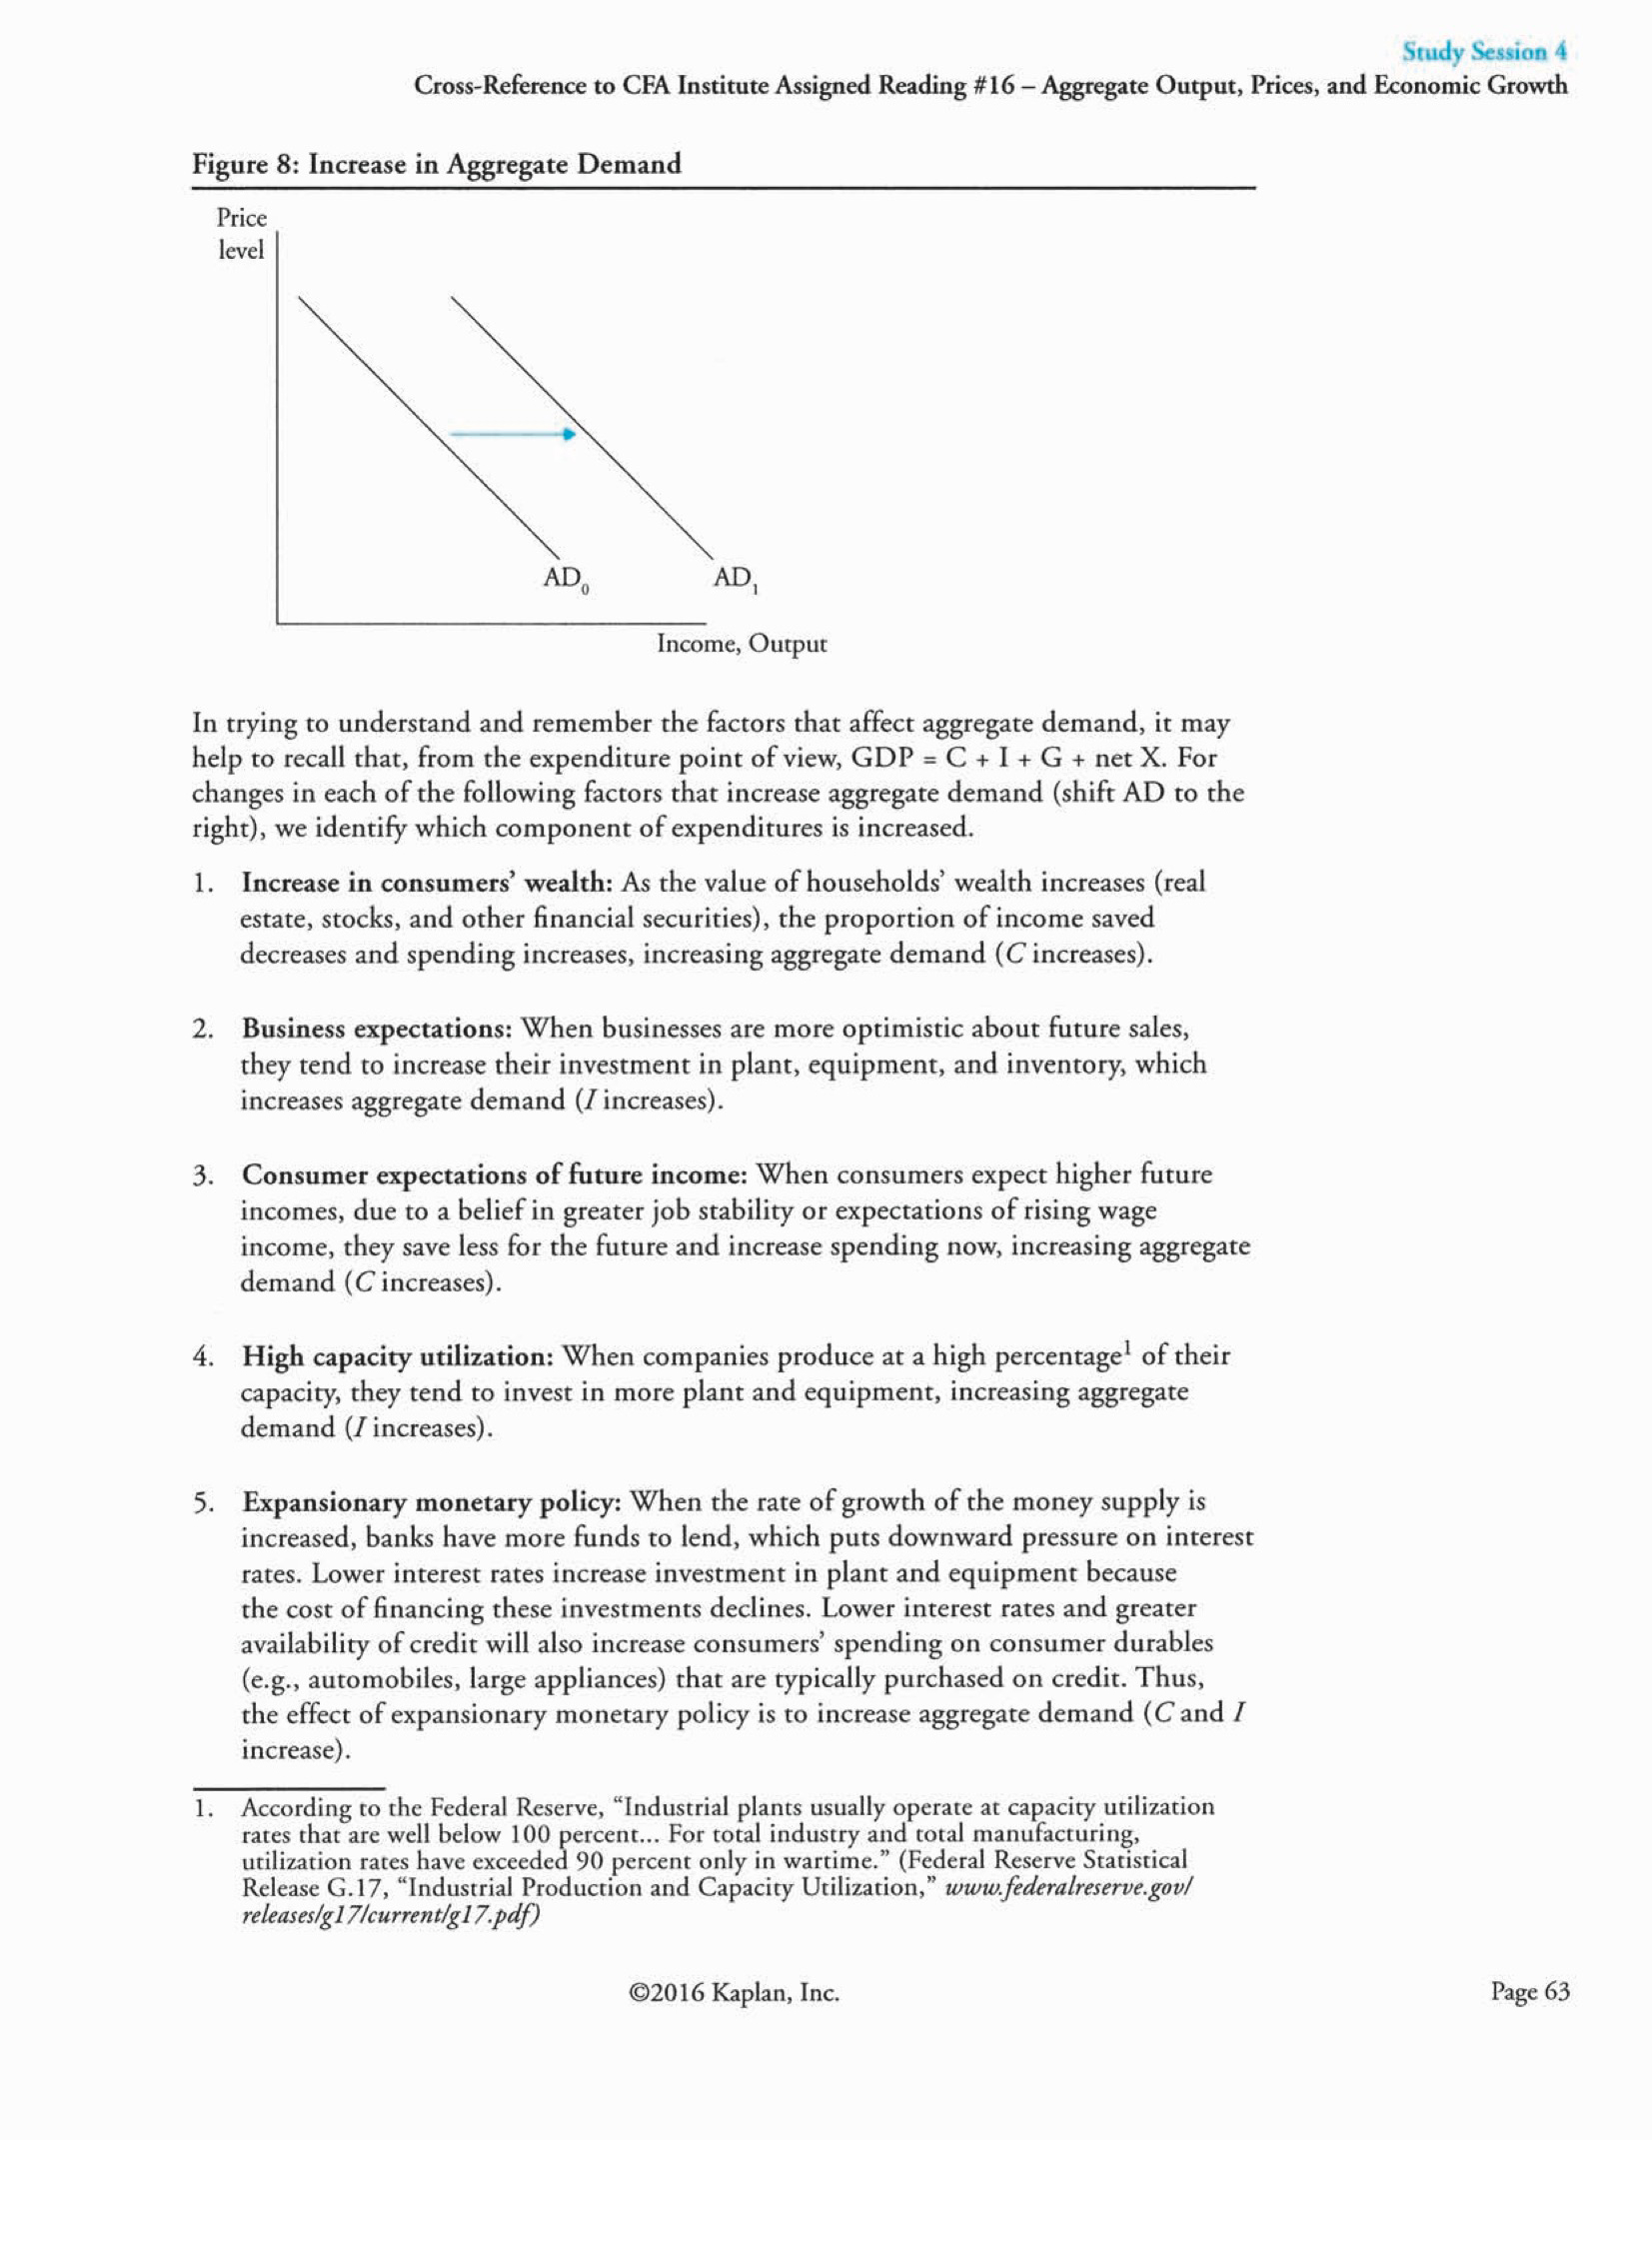 Study Session 4
Cross-Reference to CFA Institute Assigned Reading #16 – Aggregate Output, Prices, and Economic Growth
Figure 8: Increase in Aggregate Demand
Price
level
AD₀
AD₁
Income, Output
In trying to understand and remember the factors that affect aggregate demand, it may
help to recall that, from the expenditure point of view, GDP = C + I + G + net X. For
changes in each of the following factors that increase aggregate demand (shift AD to the
right), we identify which component of expenditures is increased.
1. Increase in consumers’ wealth: As the value of households’ wealth increases (real
estate, stocks, and other financial securities), the proportion of income saved
decreases and spending increases, increasing aggregate demand (C increases).
2. Business expectations: When businesses are more optimistic about future sales,
they tend to increase their investment in plant, equipment, and inventory, which
increases aggregate demand (I increases).
3. Consumer expectations of future income: When consumers expect higher future
incomes, due to a belief in greater job stability or expectations of rising wage
income, they save less for the future and increase spending now, increasing aggregate
demand (C increases).
4. High capacity utilization: When companies produce at a high percentage¹ of their
capacity, they tend to invest in more plant and equipment, increasing aggregate
demand (I increases).
5. Expansionary monetary policy: When the rate of growth of the money supply is
increased, banks have more funds to lend, which puts downward pressure on interest
rates. Lower interest rates increase investment in plant and equipment because
the cost of financing these investments declines. Lower interest rates and greater
availability of credit will also increase consumers’ spending on consumer durables
(e.g., automobiles, large appliances) that are typically purchased on credit. Thus,
the effect of expansionary monetary policy is to increase aggregate demand (C and I
increase).
1. According to the Federal Reserve, “Industrial plants usually operate at capacity utilization
rates that are well below 100 percent... For total industry and total manufacturing,
utilization rates have exceeded 90 percent only in wartime.” (Federal Reserve Statistical
Release G.17, “Industrial Production and Capacity Utilization,” www.federalreserve.gov/
releases/g17/current/g17.pdf)
©2016 Kaplan, Inc.
Page 63